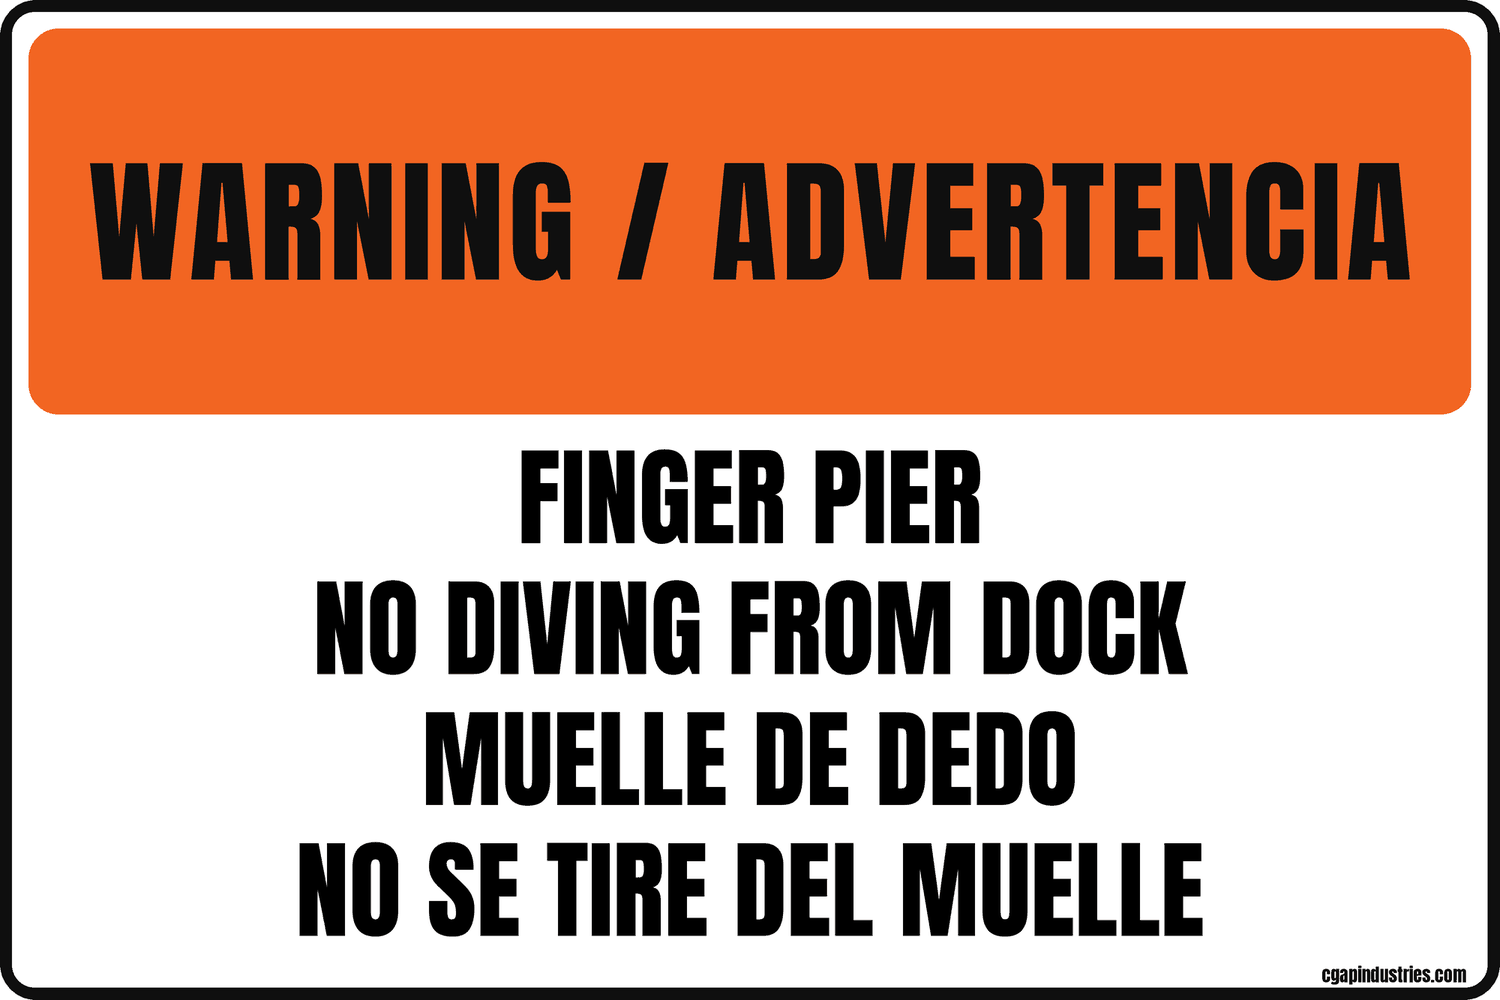 WARNING / ADVERTENCIA
FINGER PIER
NO DIVING FROM DOCK
MUELLE DE DEDO
NO SE TIRE DEL MUELLE
cgapindustries.com